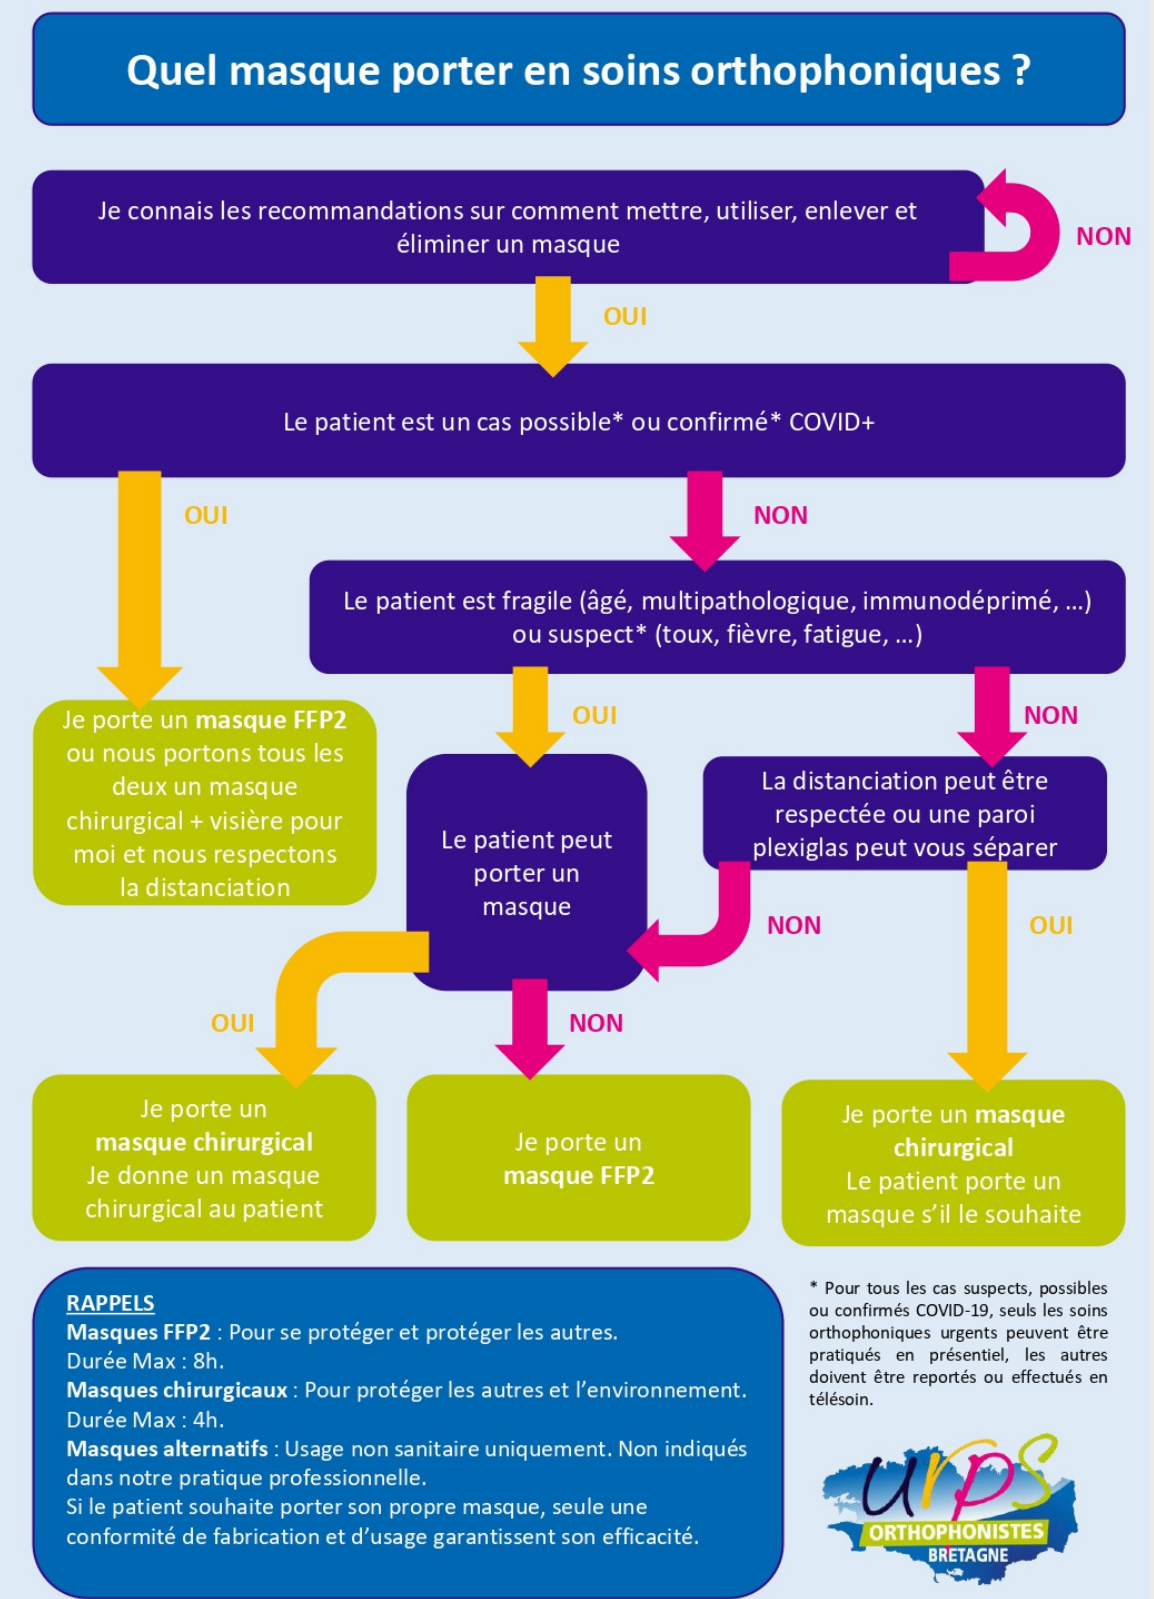 Quel masque porter en soins orthophoniques ?
Je connais les recommandations sur comment mettre, utiliser, enlever et
éliminer un masque
NON
OUI
Le patient est un cas possible* ou confirmé* COVID+
OUI
NON
Le patient est fragile (âgé, multipathologique, immunodéprimé, ...)
ou suspect* (toux, fièvre, fatigue, ...)
OUI
NON
Je porte un masque FFP2
ou nous portons tous les
deux un masque
chirurgical + visière pour
moi et nous respectons
la distanciation
Le patient peut
porter un
masque
La distanciation peut être
respectée ou une paroi
plexiglas peut vous séparer
NON
OUI
OUI
NON
Je porte un
masque chirurgical
Je donne un masque
chirurgical au patient
Je porte un
masque FFP2
Je porte un masque
chirurgical
Le patient porte un
masque s'il le souhaite
RAPPELS
Masques FFP2 : Pour se protéger et protéger les autres.
Durée Max : 8h.
Masques chirurgicaux : Pour protéger les autres et l'environnement.
Durée Max : 4h.
Masques alternatifs : Usage non sanitaire uniquement. Non indiqués
dans notre pratique professionnelle.
Si le patient souhaite porter son propre masque, seule une
conformité de fabrication et d'usage garantissent son efficacité.
* Pour tous les cas suspects, possibles
ou confirmés COVID-19, seuls les soins
orthophoniques urgents peuvent être
pratiqués en présentiel, les autres
doivent être reportés ou effectués en
télésoin.
urps
ORTHOPHONISTES
BRETAGNE